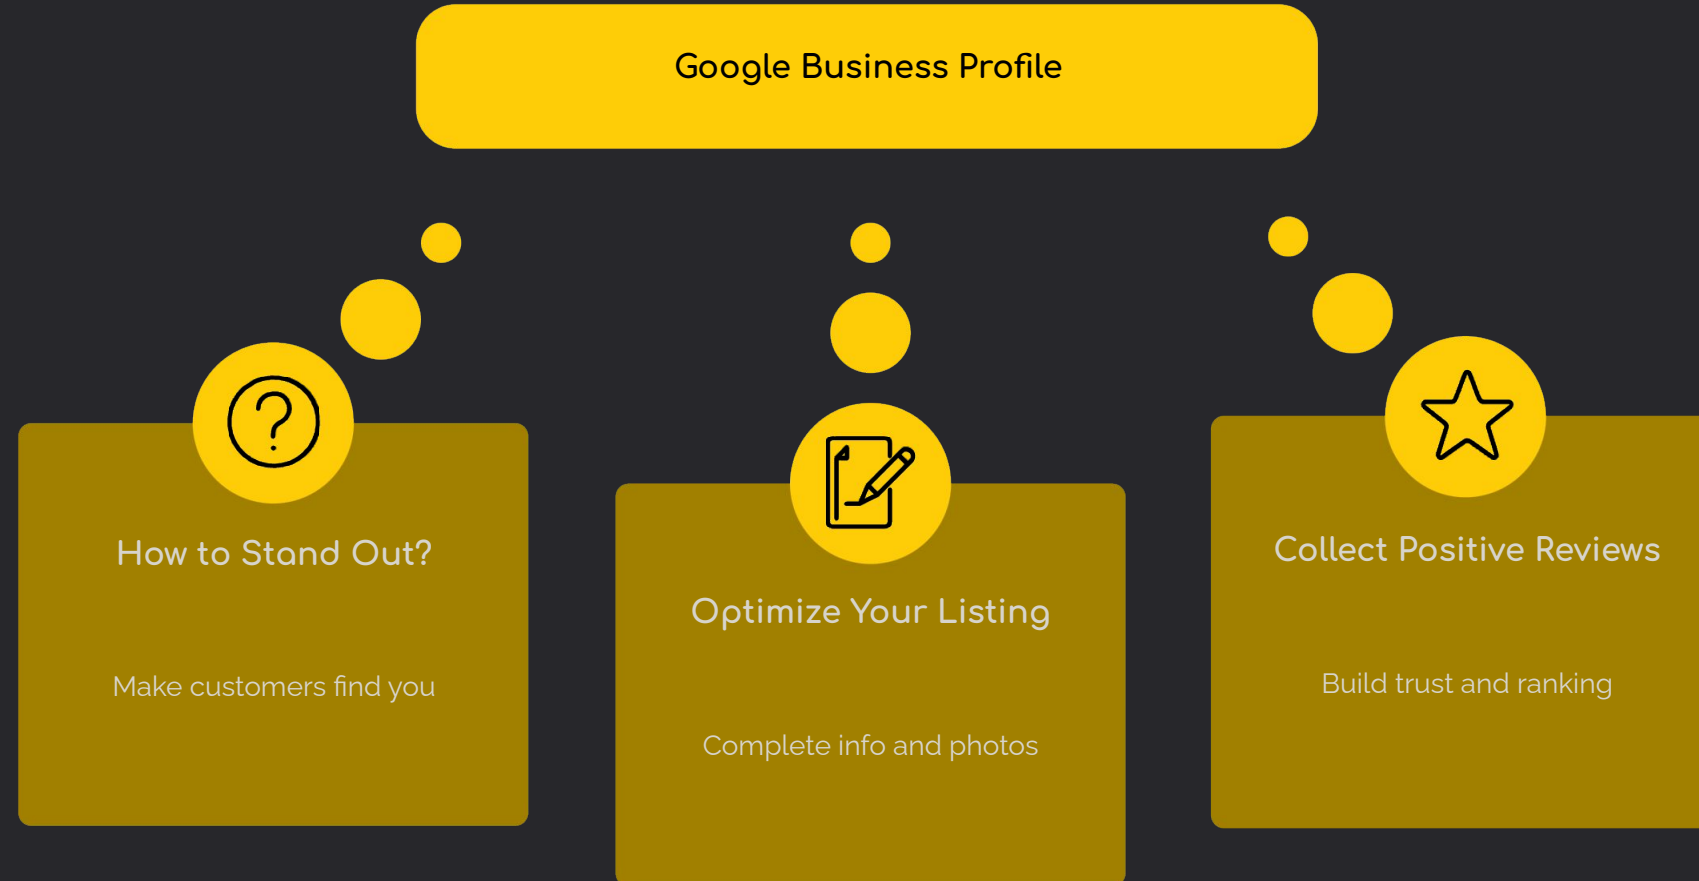 Google Business Profile
How to Stand Out?
Make customers find you
Optimize Your Listing
Complete info and photos
Collect Positive Reviews
Build trust and ranking